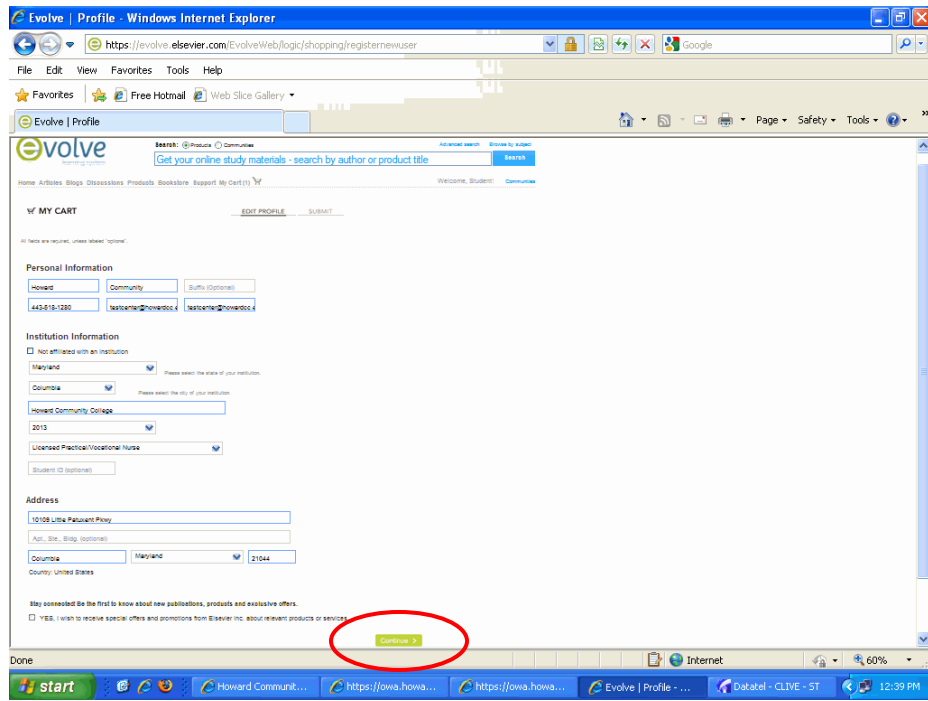 Evolve | Profile - Windows Internet Explorer
https://evolve.elsevier.com/EvolveWeb/logic/shopping/registernewuser
Google
File Edit View Favorites Tools Help
Favorites Free Hotmail Web Slice Gallery
Evolve | Profile
Page Safety Tools
evolve
Search: Products Communities
Advanced search Browse by subject
Get your online study materials - search by author or product title
Search
Home Articles Blogs Discussions Products Bookstore Support My Cart (1)
Welcome, Student! Communities
MY CART
EDIT PROFILE SUBMIT
All fields are required, unless labeled "optional".
Personal Information
Howard Community Suffix (Optional)
443-518-1280 testcenter@howardcc. testcenter@howardcc.
Institution Information
Not affiliated with an institution
Maryland Please select the state of your institution.
Columbia Please select the city of your institution
Howard Community College
2013
Licensed Practical/Vocational Nurse
Student ID (optional)
Address
10109 Little Patuxent Pkwy
Apt., Ste., Bldg. (optional)
Columbia Maryland 21044
Country: United States
Stay connected! Be the first to know about new publications, products and exclusive offers.
YES, I wish to receive special offers and promotions from Elsevier Inc. about relevant products or services.
Continue >
Done Internet 60%
start Howard Communit... https://owa.howa... https://owa.howa... Evolve | Profile - ... Datatel - CLIVE - ST 12:39 PM